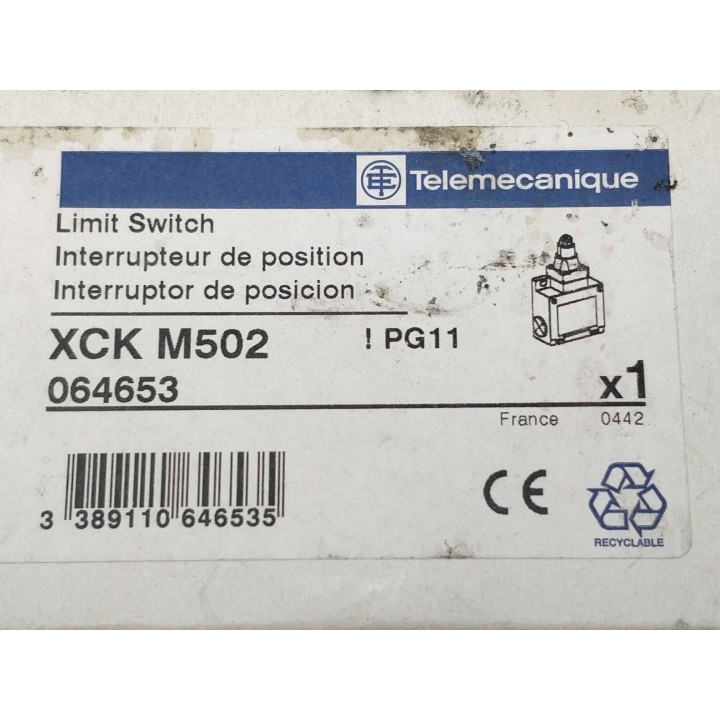 Telemecanique
Limit Switch
Interrupteur de position
Interruptor de posicion
XCK M502 ! PG11
064653 x1
France 0442
3 389110 646535
CE
RECYCLABLE